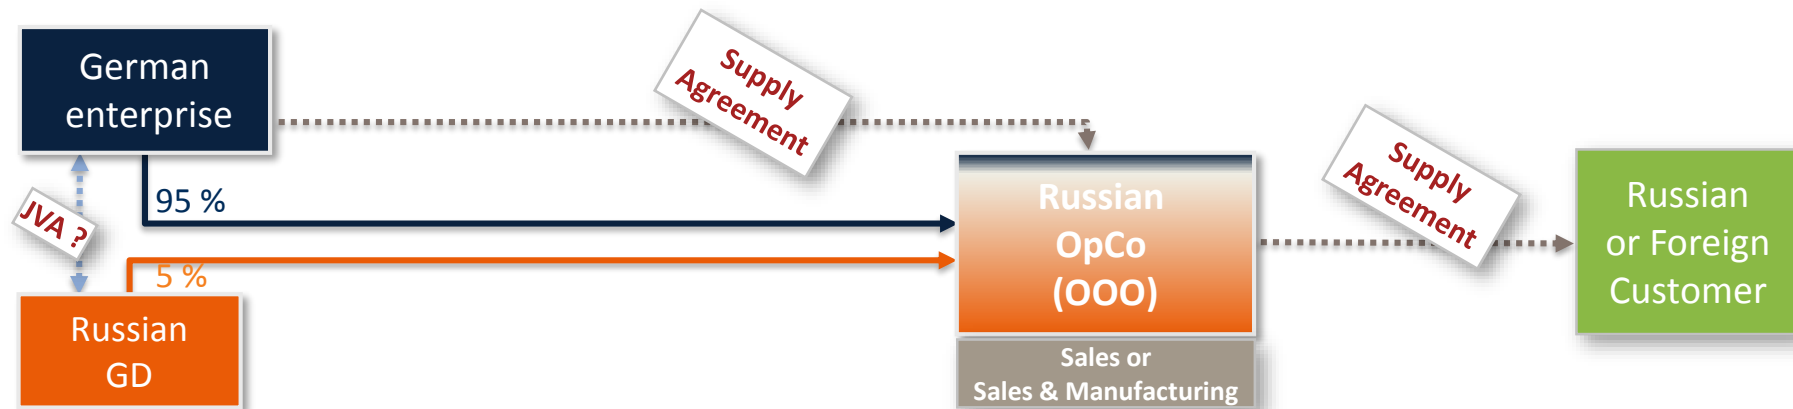 German
enterprise
Supply
Agreement
95 %
JVA ?
5 %
Russian
GD
Russian
OpCo
(OOO)
Sales or
Sales & Manufacturing
Supply
Agreement
Russian
or Foreign
Customer